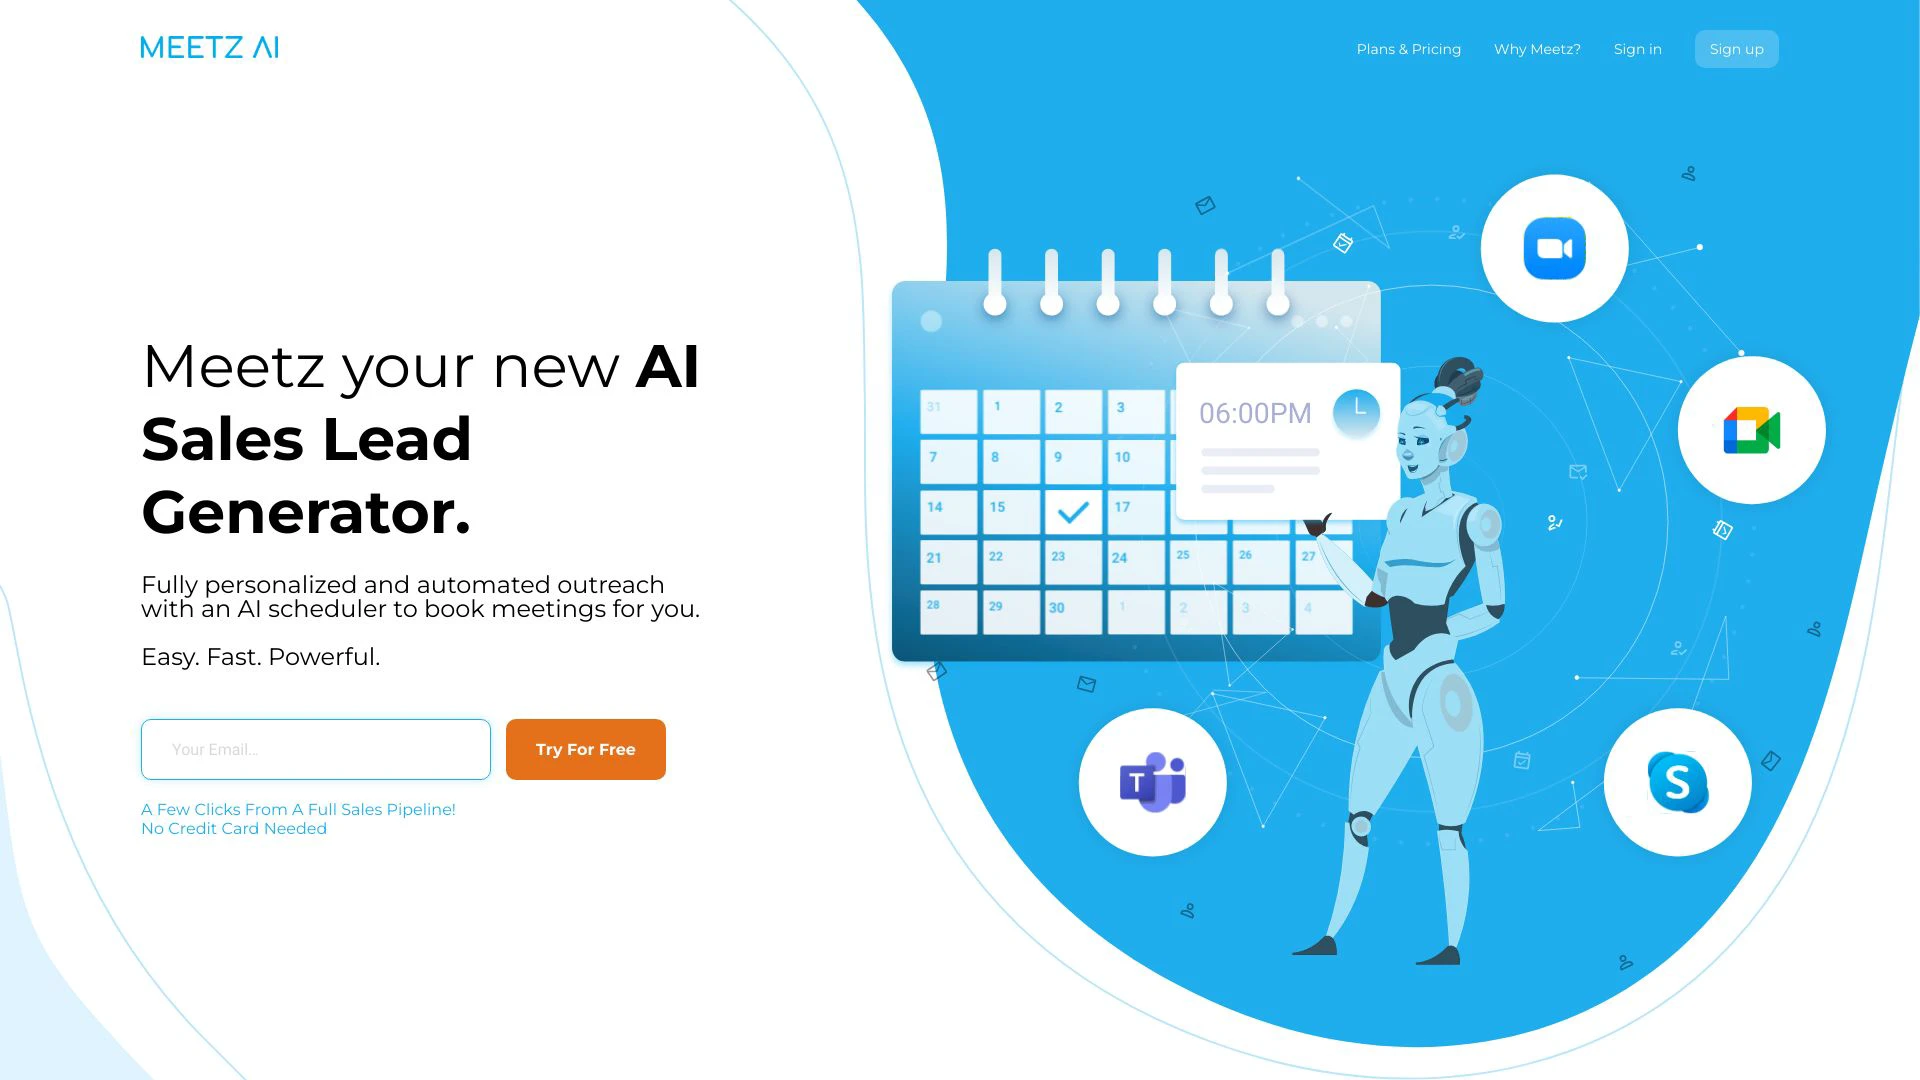 MEETZ AI
Plans & Pricing
Why Meetz?
Sign in
Sign up
Meetz your new AI
Sales Lead
Generator.
Fully personalized and automated outreach
with an AI scheduler to book meetings for you.
Easy. Fast. Powerful.
Your Email...
Try For Free
A Few Clicks From A Full Sales Pipeline!
No Credit Card Needed
06:00PM
31 1 2 3
7 8 9 10
14 15 17
21 22 23 24 25 26 27
28 29 30 1 2 3 4
T
S